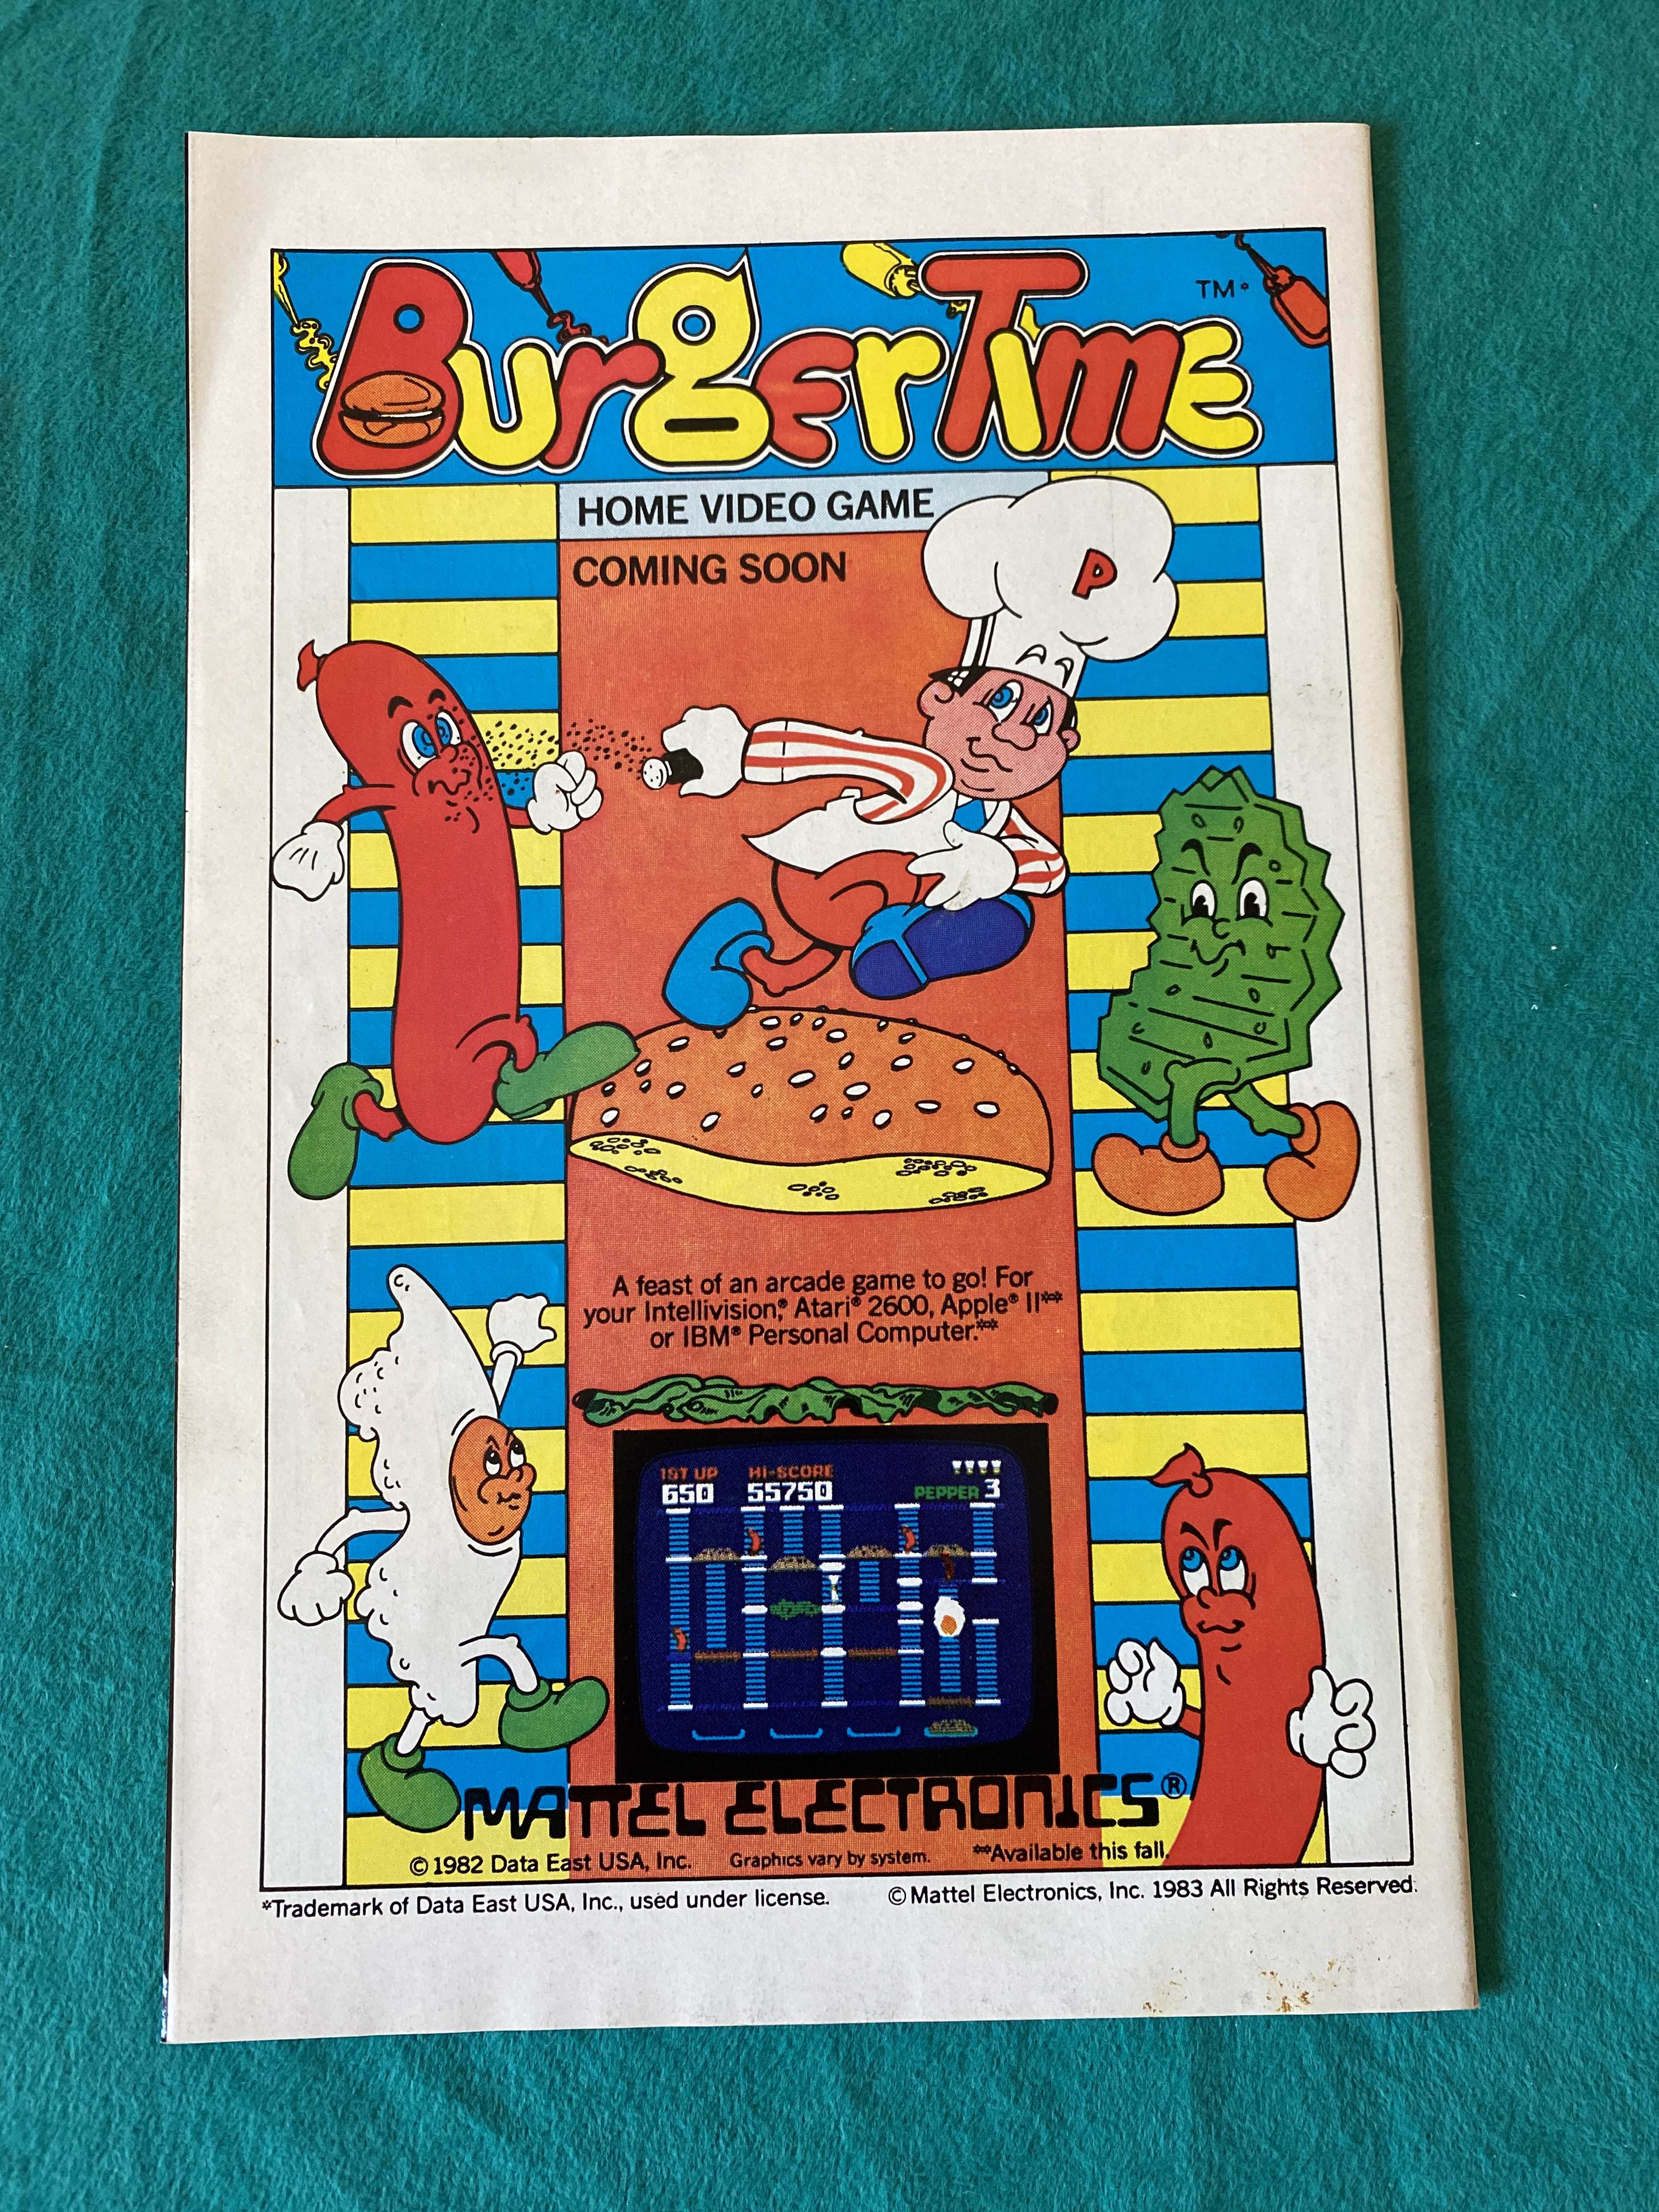 BurgerTime
TM*
HOME VIDEO GAME
COMING SOON
P
A feast of an arcade game to go! For
your Intellivision,® Atari® 2600, Apple® II**
or IBM® Personal Computer.**
1ST UP HI-SCORE
650 55750 PEPPER 3
MATTEL ELECTRONICS®
© 1982 Data East USA, Inc. Graphics vary by system. **Available this fall.
*Trademark of Data East USA, Inc., used under license. © Mattel Electronics, Inc. 1983 All Rights Reserved.